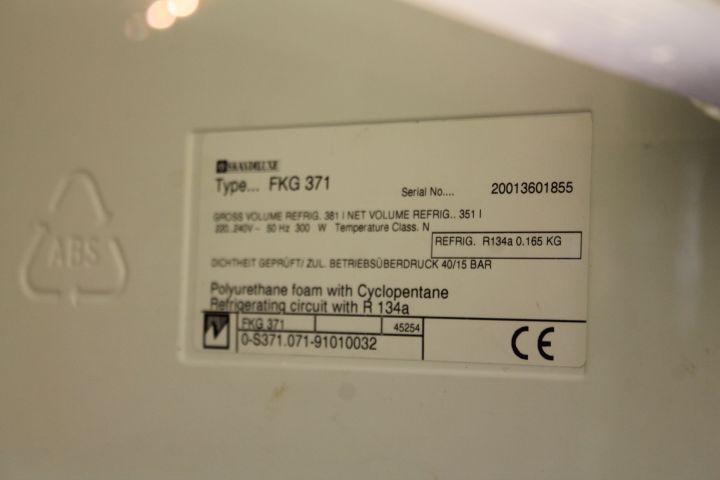 SKANDILUXE
Type... FKG 371 Serial No.... 20013601855
GROSS VOLUME REFRIG. 381 l NET VOLUME REFRIG.. 351 l
220..240V~ 50 Hz 300 W Temperature Class. N
REFRIG. R134a 0.165 KG
DICHTHEIT GEPRÜFT/ ZUL. BETRIEBSÜBERDRUCK 40/15 BAR
Polyurethane foam with Cyclopentane
Refrigerating circuit with R 134a
FKG 371 45254
0-S371.071-91010032
CE
ABS